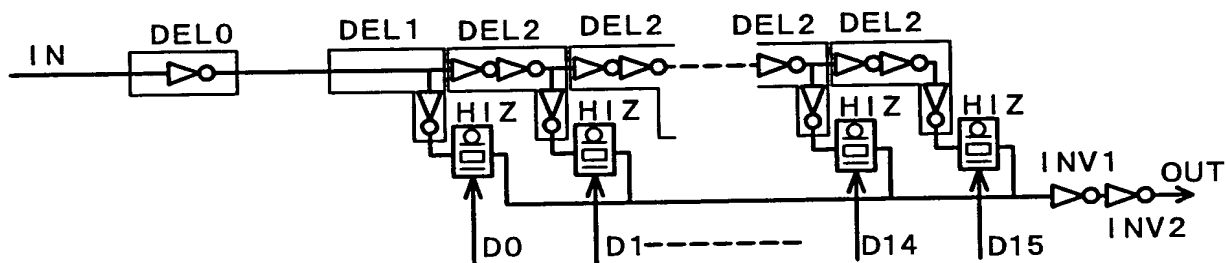 IN
DEL0
DEL1
DEL2
DEL2
DEL2
DEL2
HIZ
HIZ
HIZ
HIZ
INV1
OUT
INV2
D0
D1
D14
D15